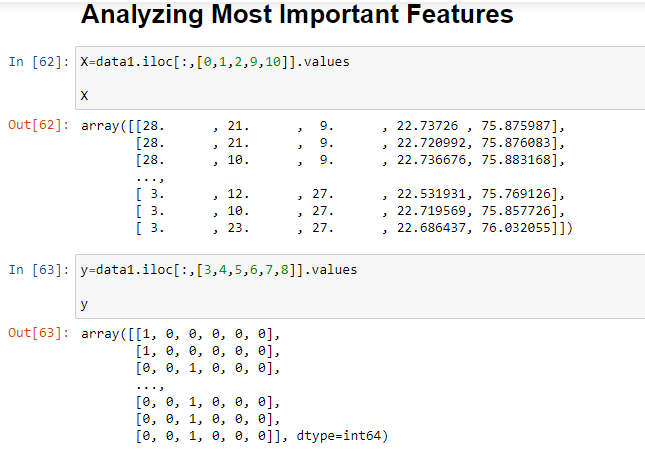 Analyzing Most Important Features
In [62]: X=data1.iloc[:,[0,1,2,9,10]].values
X
Out[62]: array([[28.      , 21.      ,  9.      , 22.73726 , 75.875987],
[28.      , 21.      ,  9.      , 22.720992, 75.876083],
[28.      , 10.      ,  9.      , 22.736676, 75.883168],
...,
[ 3.      , 12.      , 27.      , 22.531931, 75.769126],
[ 3.      , 10.      , 27.      , 22.719569, 75.857726],
[ 3.      , 23.      , 27.      , 22.686437, 76.032055]])
In [63]: y=data1.iloc[:,[3,4,5,6,7,8]].values
y
Out[63]: array([[1, 0, 0, 0, 0, 0],
[1, 0, 0, 0, 0, 0],
[0, 0, 1, 0, 0, 0],
...,
[0, 0, 1, 0, 0, 0],
[0, 0, 1, 0, 0, 0],
[0, 0, 1, 0, 0, 0]], dtype=int64)